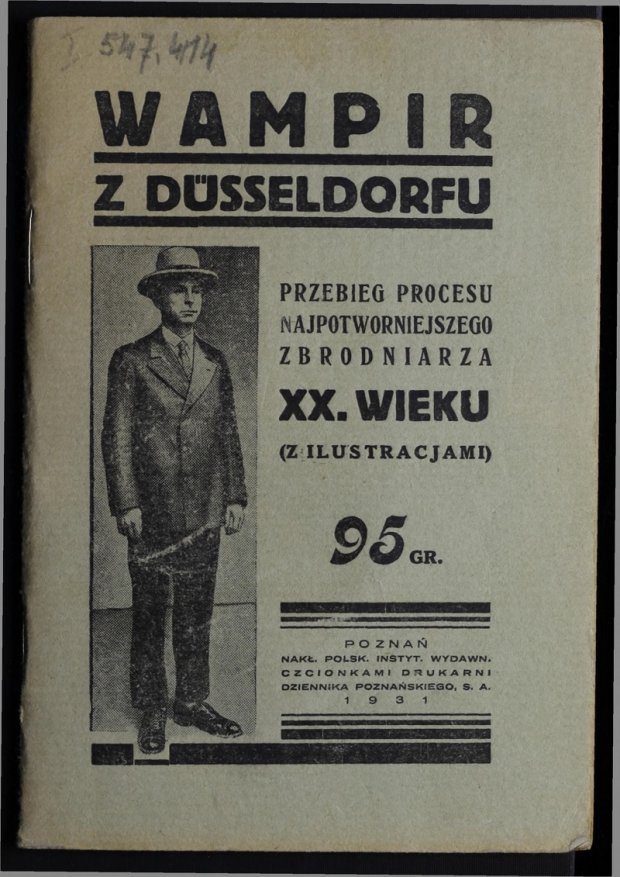 I 547,414
WAMPIR
Z DÜSSELDORFU
PRZEBIEG PROCESU
NAJPOTWORNIEJSZEGO
ZBRODNIARZA
XX. WIEKU
(Z ILUSTRACJAMI)
95 GR.
POZNAŃ
NAKŁ. POLSK. INSTYT. WYDAWN.
CZCIONKAMI DRUKARNI
DZIENNIKA POZNAŃSKIEGO, S. A.
1931